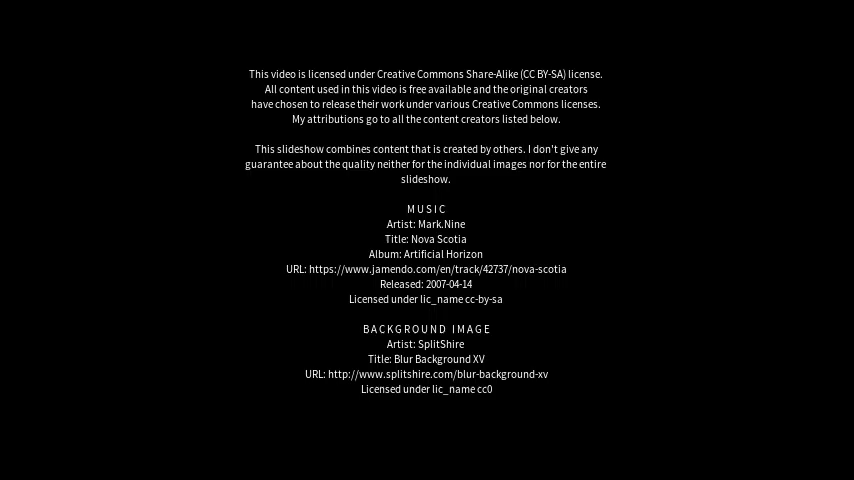 This video is licensed under Creative Commons Share-Alike (CC BY-SA) license.
All content used in this video is free available and the original creators
have chosen to release their work under various Creative Commons licenses.
My attributions go to all the content creators listed below.
This slideshow combines content that is created by others. I don't give any
guarantee about the quality neither for the individual images nor for the entire
slideshow.
MUSIC
Artist: Mark.Nine
Title: Nova Scotia
Album: Artificial Horizon
URL: https://www.jamendo.com/en/track/42737/nova-scotia
Released: 2007-04-14
Licensed under lic_name cc-by-sa
BACKGROUND IMAGE
Artist: SplitShire
Title: Blur Background XV
URL: http://www.splitshire.com/blur-background-xv
Licensed under lic_name cc0